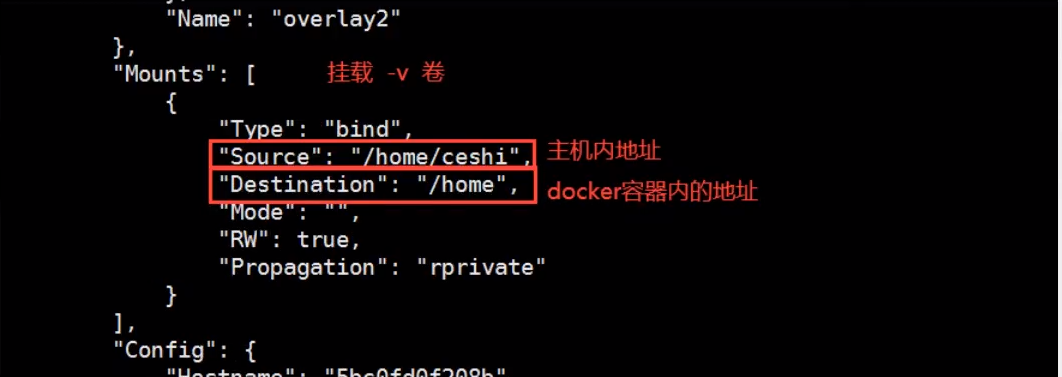 "Name": "overlay2"
},
"Mounts": [ 挂载 -v 卷
{
"Type": "bind",
"Source": "/home/ceshi", 主机内地址
"Destination": "/home", docker容器内的地址
"Mode": "",
"RW": true,
"Propagation": "rprivate"
}
],
"Config": {
"Hostname": "5bc0fd0f208b"